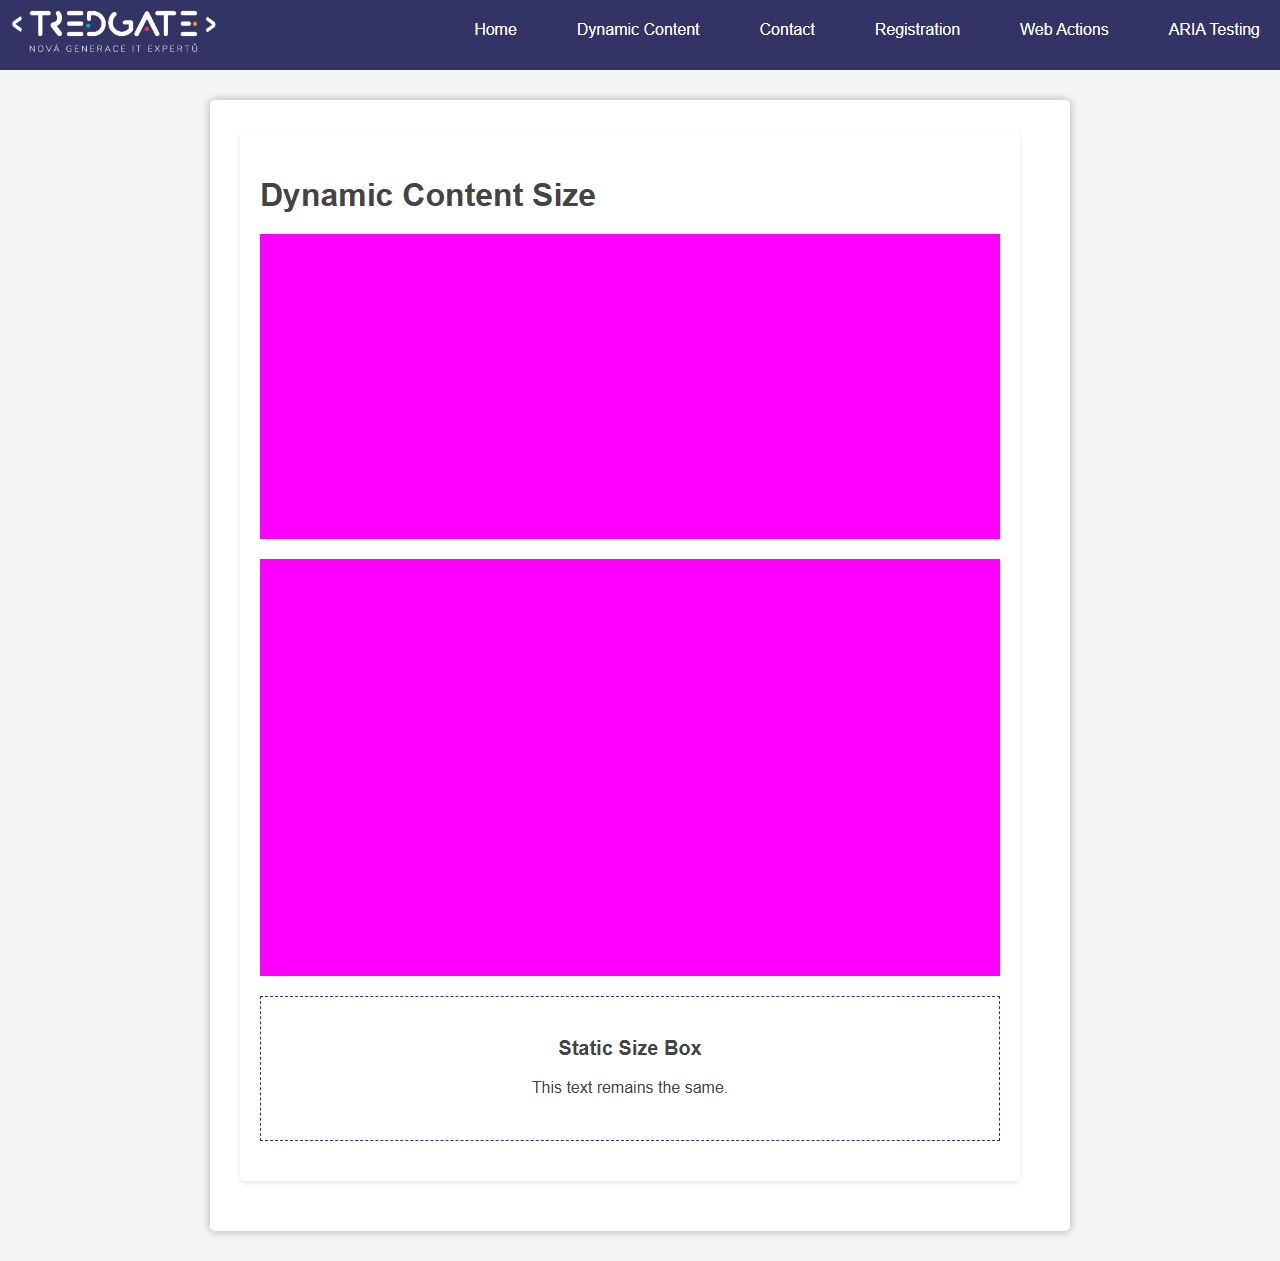 <TREDGATE>
NOVÁ GENERACE IT EXPERTŮ
Home
Dynamic Content
Contact
Registration
Web Actions
ARIA Testing
Dynamic Content Size
Static Size Box
This text remains the same.